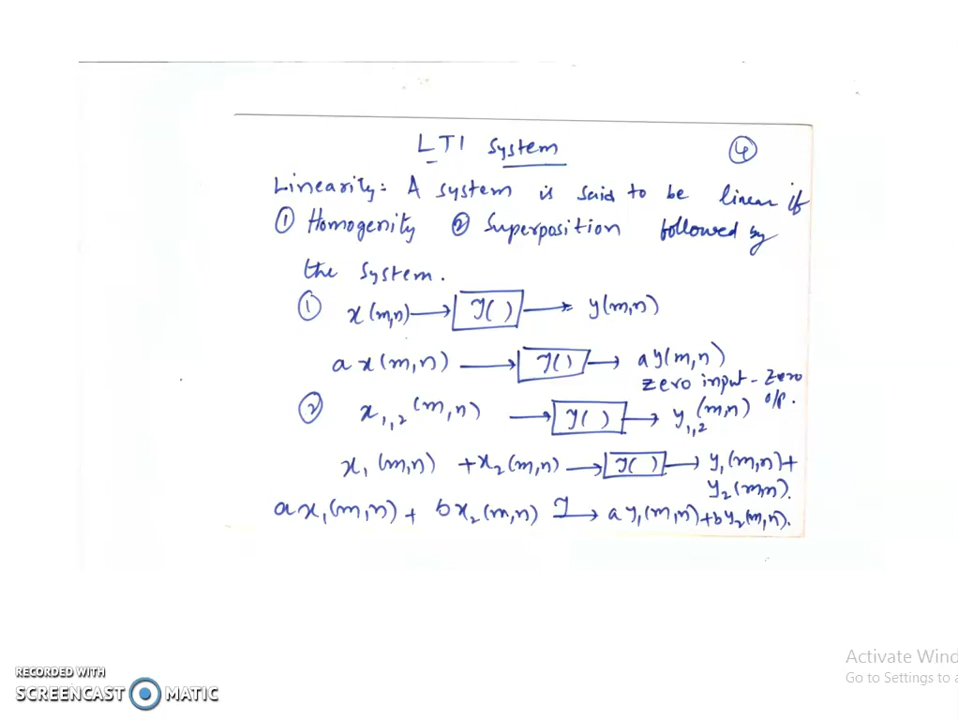 LTI System
④
Linearity: A system is said to be linear if
① Homogenity ② Superposition followed by
the system.
① x(m,n) → T( ) → y(m,n)
a x(m,n) → T( ) → a y(m,n)
zero input - zero
o/p.
② x1,2 (m,n) → T( ) → y1,2 (m,n)
x1 (m,n) + x2 (m,n) → T( ) → y1 (m,n) +
y2 (m,n).
a x1 (m,n) + b x2 (m,n) T→ a y1 (m,n) + b y2 (m,n).
RECORDED WITH
SCREENCAST MATIC
Activate Wind
Go to Settings to a